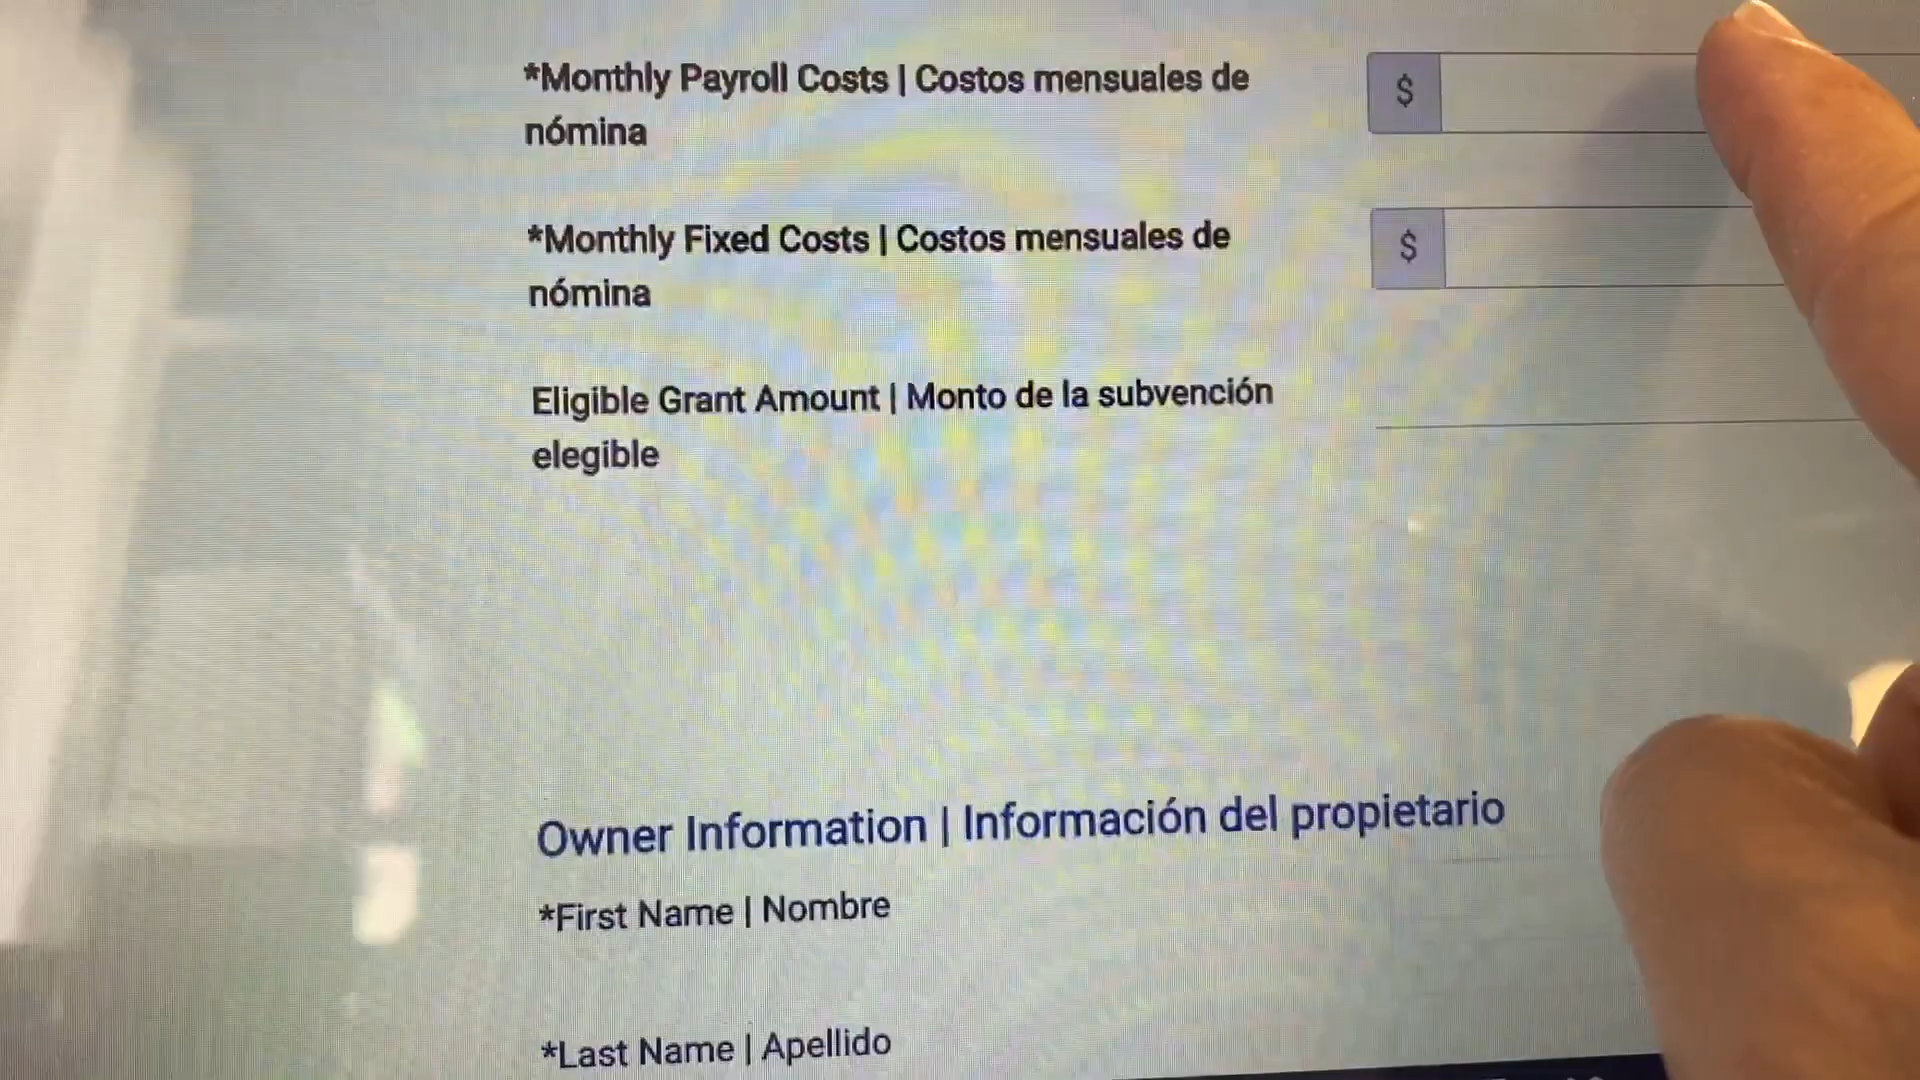 *Monthly Payroll Costs | Costos mensuales de
nómina
$
*Monthly Fixed Costs | Costos mensuales de
nómina
$
Eligible Grant Amount | Monto de la subvención
elegible
Owner Information | Información del propietario
*First Name | Nombre
*Last Name | Apellido